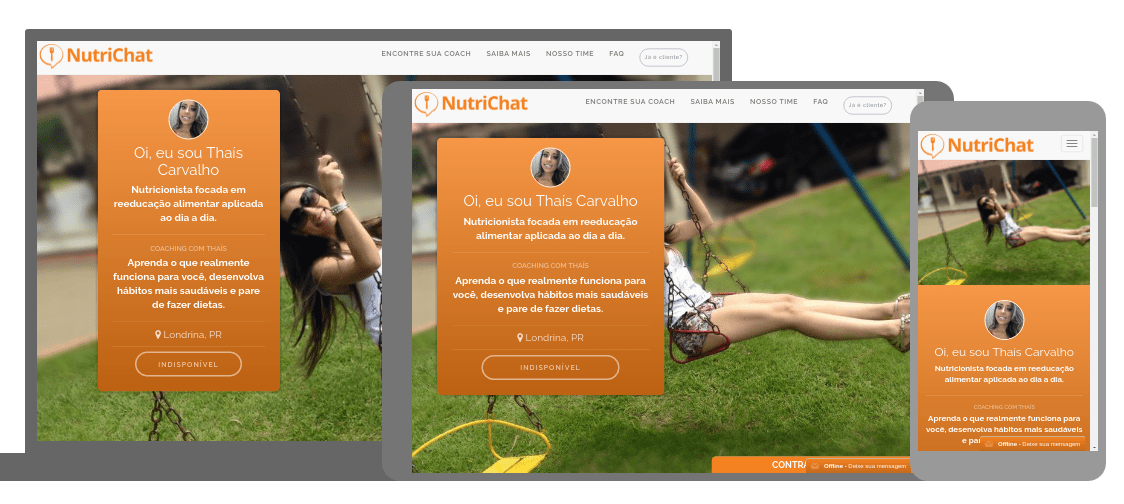 NutriChat
ENCONTRE SUA COACH SAIBA MAIS NOSSO TIME FAQ Já é cliente?
Oi, eu sou Thaís
Carvalho
Nutricionista focada em
reeducação alimentar aplicada
ao dia a dia.
COACHING COM THAÍS
Aprenda o que realmente
funciona para você, desenvolva
hábitos mais saudáveis e pare
de fazer dietas.
Londrina, PR
INDISPONÍVEL
NutriChat
ENCONTRE SUA COACH SAIBA MAIS NOSSO TIME FAQ Já é cliente?
Oi, eu sou Thaís Carvalho
Nutricionista focada em reeducação
alimentar aplicada ao dia a dia.
COACHING COM THAÍS
Aprenda o que realmente funciona para
você, desenvolva hábitos mais saudáveis
e pare de fazer dietas.
Londrina, PR
INDISPONÍVEL
CONTRA
Offline - Deixe sua mensagem
NutriChat
Oi, eu sou Thaís Carvalho
Nutricionista focada em reeducação
alimentar aplicada ao dia a dia.
COACHING COM THAÍS
Aprenda o que realmente funciona para
você, desenvolva hábitos mais saudáveis
e par
Offline - Deixe sua mensagem